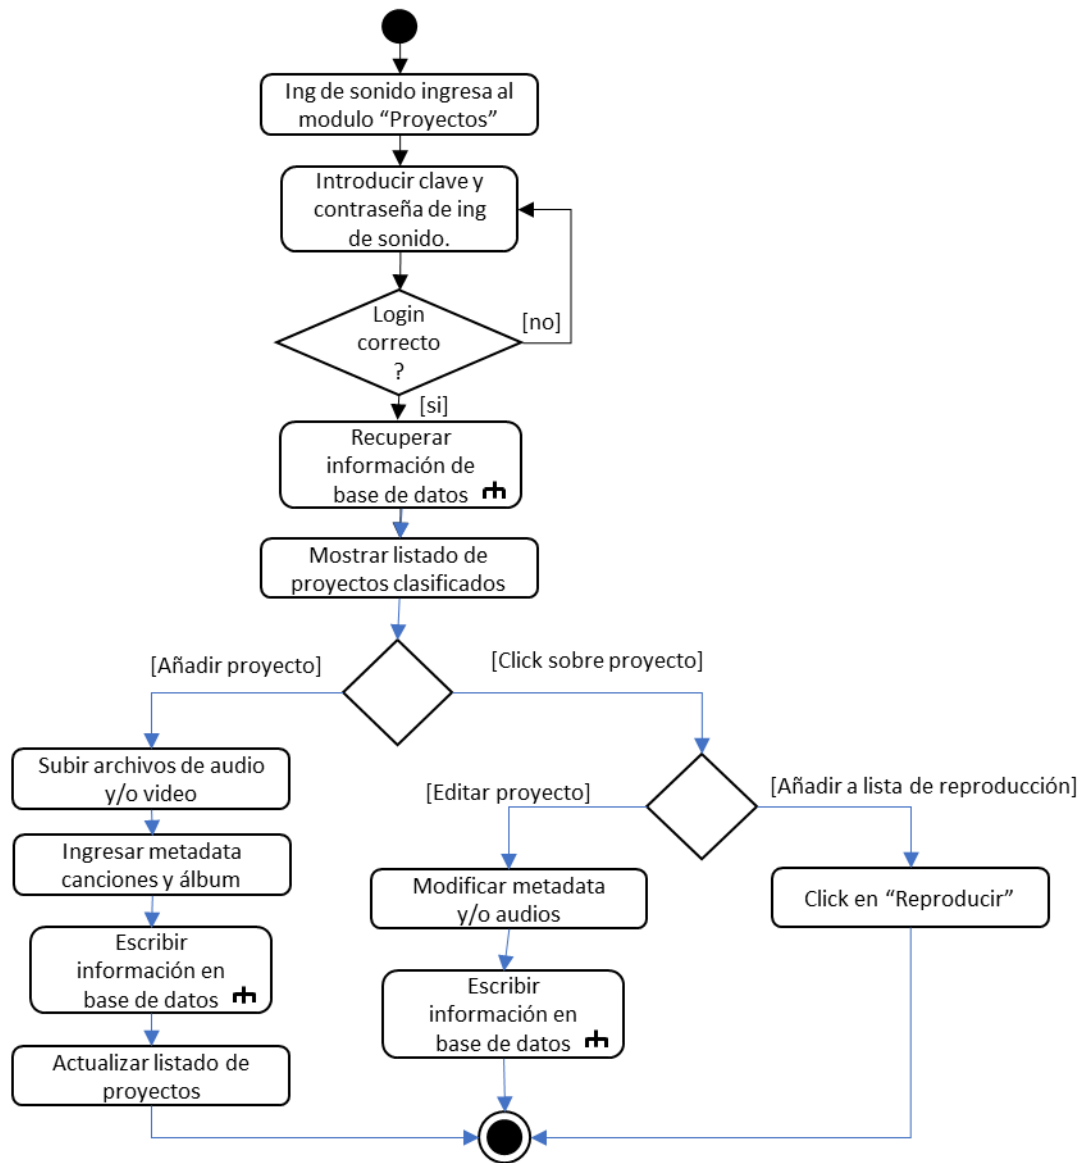 Ing de sonido ingresa al
modulo “Proyectos”
Introducir clave y
contraseña de ing
de sonido.
Login
correcto
?
[no]
[si]
Recuperar
información de
base de datos
Mostrar listado de
proyectos clasificados
[Añadir proyecto]
[Click sobre proyecto]
Subir archivos de audio
y/o video
Ingresar metadata
canciones y álbum
Escribir
información en
base de datos
Actualizar listado de
proyectos
[Editar proyecto]
[Añadir a lista de reproducción]
Modificar metadata
y/o audios
Escribir
información en
base de datos
Click en “Reproducir”